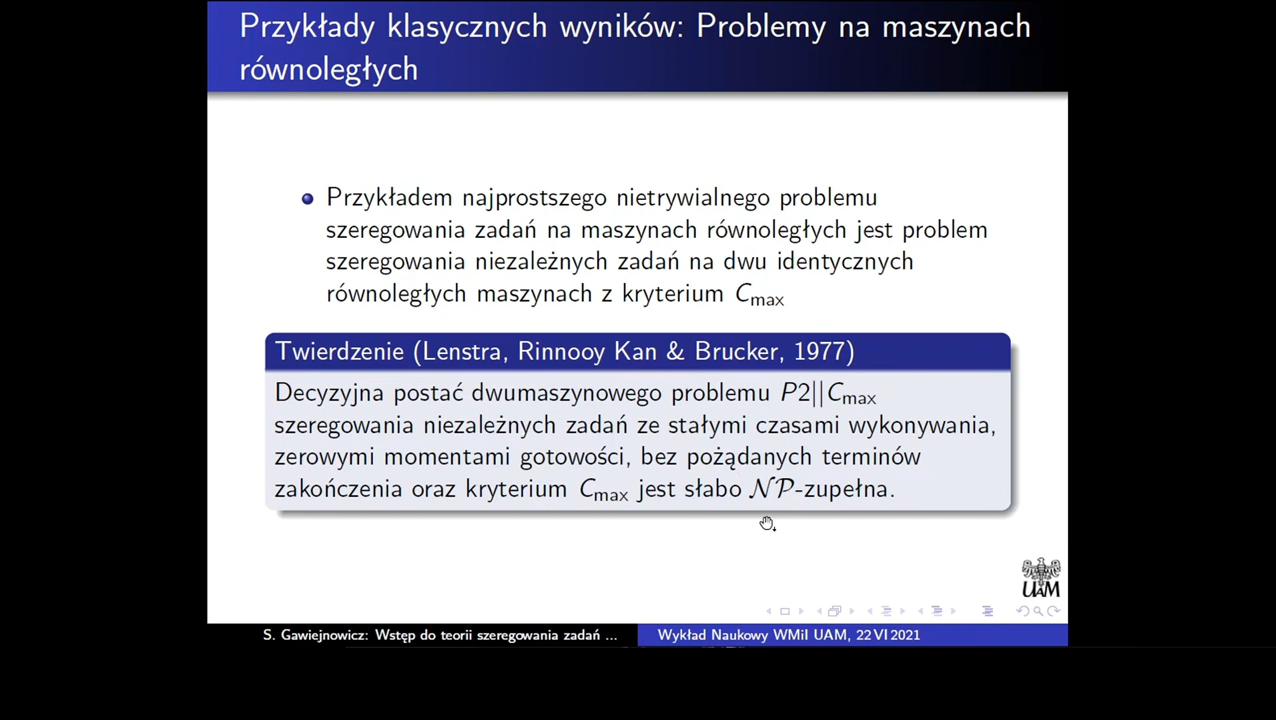 Przykłady klasycznych wyników: Problemy na maszynach
równoległych
Przykładem najprostszego nietrywialnego problemu
szeregowania zadań na maszynach równoległych jest problem
szeregowania niezależnych zadań na dwu identycznych
równoległych maszynach z kryterium Cmax
Twierdzenie (Lenstra, Rinnooy Kan & Brucker, 1977)
Decyzyjna postać dwumaszynowego problemu P2||Cmax
szeregowania niezależnych zadań ze stałymi czasami wykonywania,
zerowymi momentami gotowości, bez pożądanych terminów
zakończenia oraz kryterium Cmax jest słabo NP-zupełna.
UAM
S. Gawiejnowicz: Wstęp do teorii szeregowania zadań ...
Wykład Naukowy WMiI UAM, 22 VI 2021